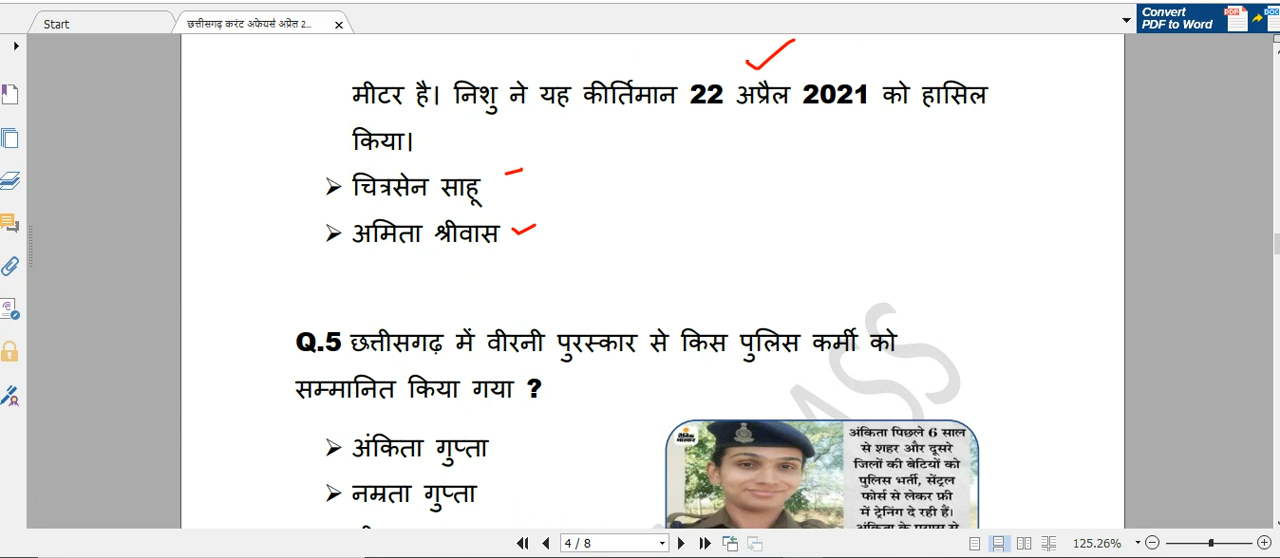 Start
छत्तीसगढ़ करंट अफेयर्स अप्रैल 2...
Convert
PDF to Word
मीटर है। निशु ने यह कीर्तिमान 22 अप्रैल 2021 को हासिल
किया।
चित्रसेन साहू
अमिता श्रीवास
Q.5 छत्तीसगढ़ में वीरनी पुरस्कार से किस पुलिस कर्मी को
सम्मानित किया गया ?
अंकिता गुप्ता
नम्रता गुप्ता
अंकिता पिछले 6 साल
से शहर और दूसरे
जिलों की बेटियों को
पुलिस भर्ती, सेंट्रल
फोर्स से लेकर फ्री
में ट्रेनिंग दे रही हैं।
अंकिता के प्रयास से
ASS
4 / 8
125.26%